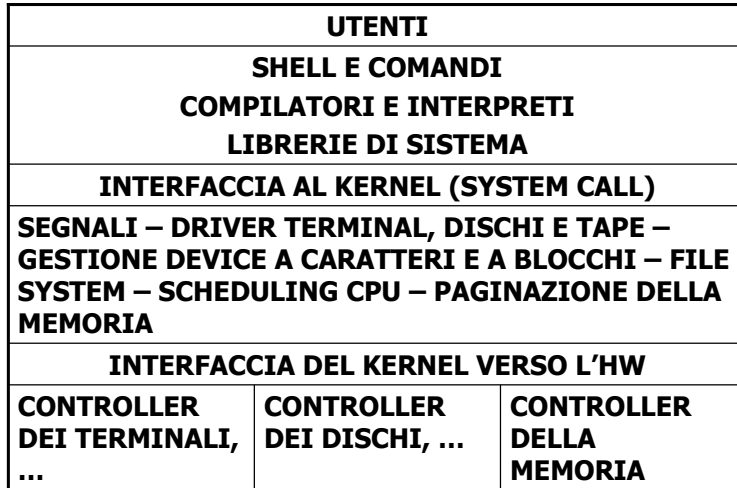 UTENTI
SHELL E COMANDI
COMPILATORI E INTERPRETI
LIBRERIE DI SISTEMA
INTERFACCIA AL KERNEL (SYSTEM CALL)
SEGNALI – DRIVER TERMINAL, DISCHI E TAPE –
GESTIONE DEVICE A CARATTERI E A BLOCCHI – FILE
SYSTEM – SCHEDULING CPU – PAGINAZIONE DELLA
MEMORIA
INTERFACCIA DEL KERNEL VERSO L’HW
CONTROLLER
DEI TERMINALI,
…
CONTROLLER
DEI DISCHI, …
CONTROLLER
DELLA
MEMORIA